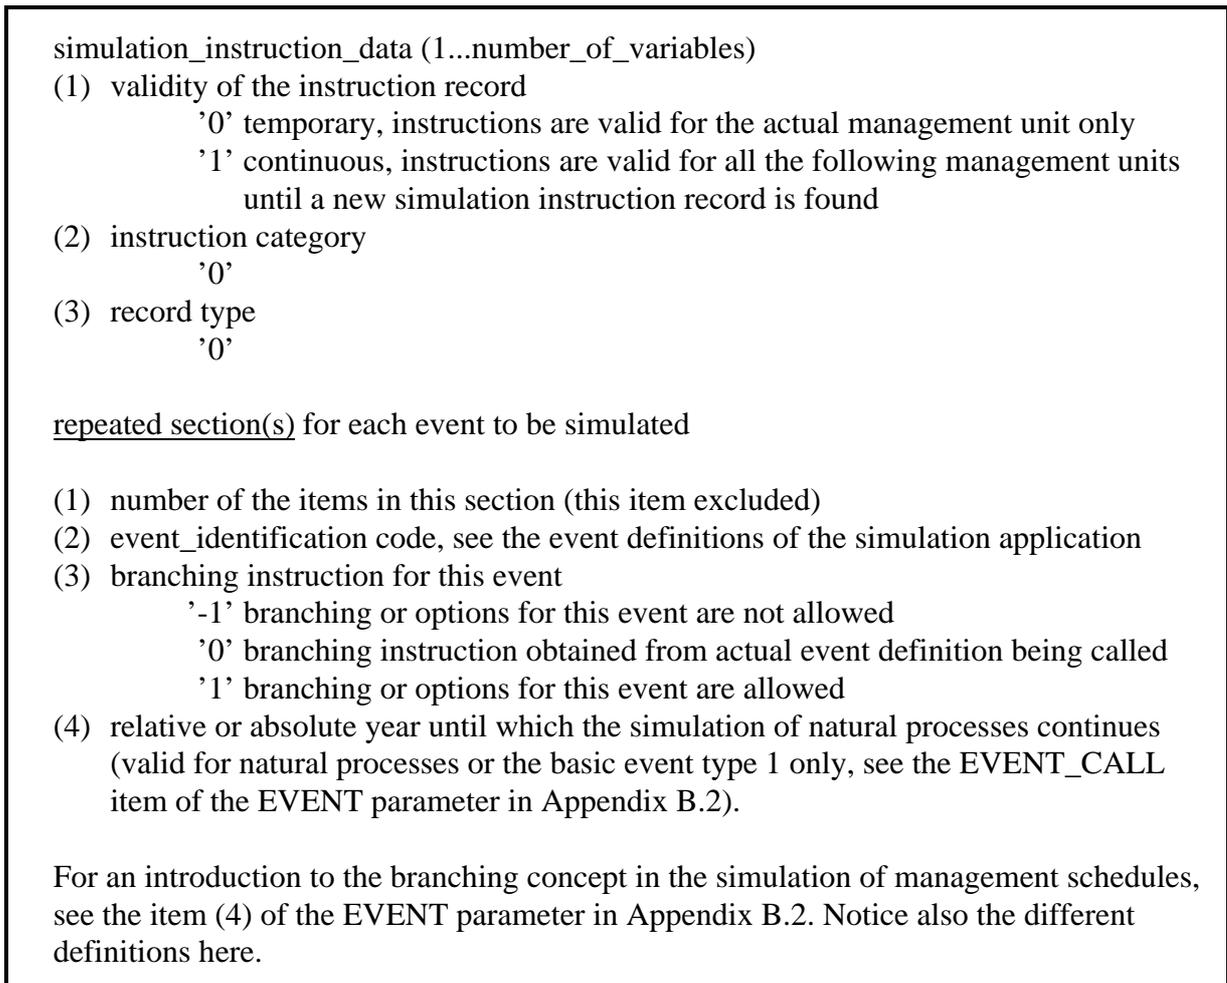 simulation_instruction_data (1...number_of_variables)
(1) validity of the instruction record
’0’ temporary, instructions are valid for the actual management unit only
’1’ continuous, instructions are valid for all the following management units
until a new simulation instruction record is found
(2) instruction category
’0’
(3) record type
’0’
repeated section(s) for each event to be simulated
(1) number of the items in this section (this item excluded)
(2) event_identification code, see the event definitions of the simulation application
(3) branching instruction for this event
’-1’ branching or options for this event are not allowed
’0’ branching instruction obtained from actual event definition being called
’1’ branching or options for this event are allowed
(4) relative or absolute year until which the simulation of natural processes continues
(valid for natural processes or the basic event type 1 only, see the EVENT_CALL
item of the EVENT parameter in Appendix B.2).
For an introduction to the branching concept in the simulation of management schedules,
see the item (4) of the EVENT parameter in Appendix B.2. Notice also the different
definitions here.